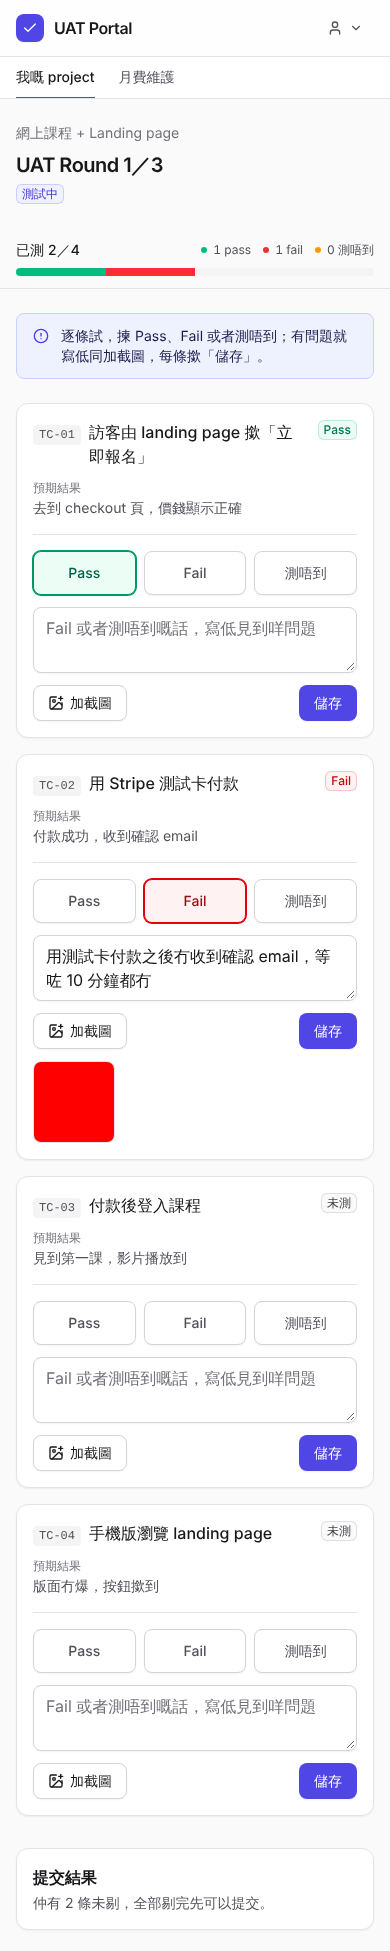 UAT Portal
我嘅 project
月費維護
網上課程 + Landing page
UAT Round 1／3
測試中
已測 2／4
1 pass
1 fail
0 測唔到
逐條試，揀 Pass、Fail 或者測唔到；有問題就
寫低同加截圖，每條撳「儲存」。
TC-01
訪客由 landing page 撳「立
即報名」
Pass
預期結果
去到 checkout 頁，價錢顯示正確
Pass
Fail
測唔到
Fail 或者測唔到嘅話，寫低見到咩問題
加截圖
儲存
TC-02
用 Stripe 測試卡付款
Fail
預期結果
付款成功，收到確認 email
Pass
Fail
測唔到
用測試卡付款之後冇收到確認 email，等
咗 10 分鐘都冇
加截圖
儲存
TC-03
付款後登入課程
未測
預期結果
見到第一課，影片播放到
Pass
Fail
測唔到
Fail 或者測唔到嘅話，寫低見到咩問題
加截圖
儲存
TC-04
手機版瀏覽 landing page
未測
預期結果
版面冇爆，按鈕撳到
Pass
Fail
測唔到
Fail 或者測唔到嘅話，寫低見到咩問題
加截圖
儲存
提交結果
仲有 2 條未剔，全部剔完先可以提交。